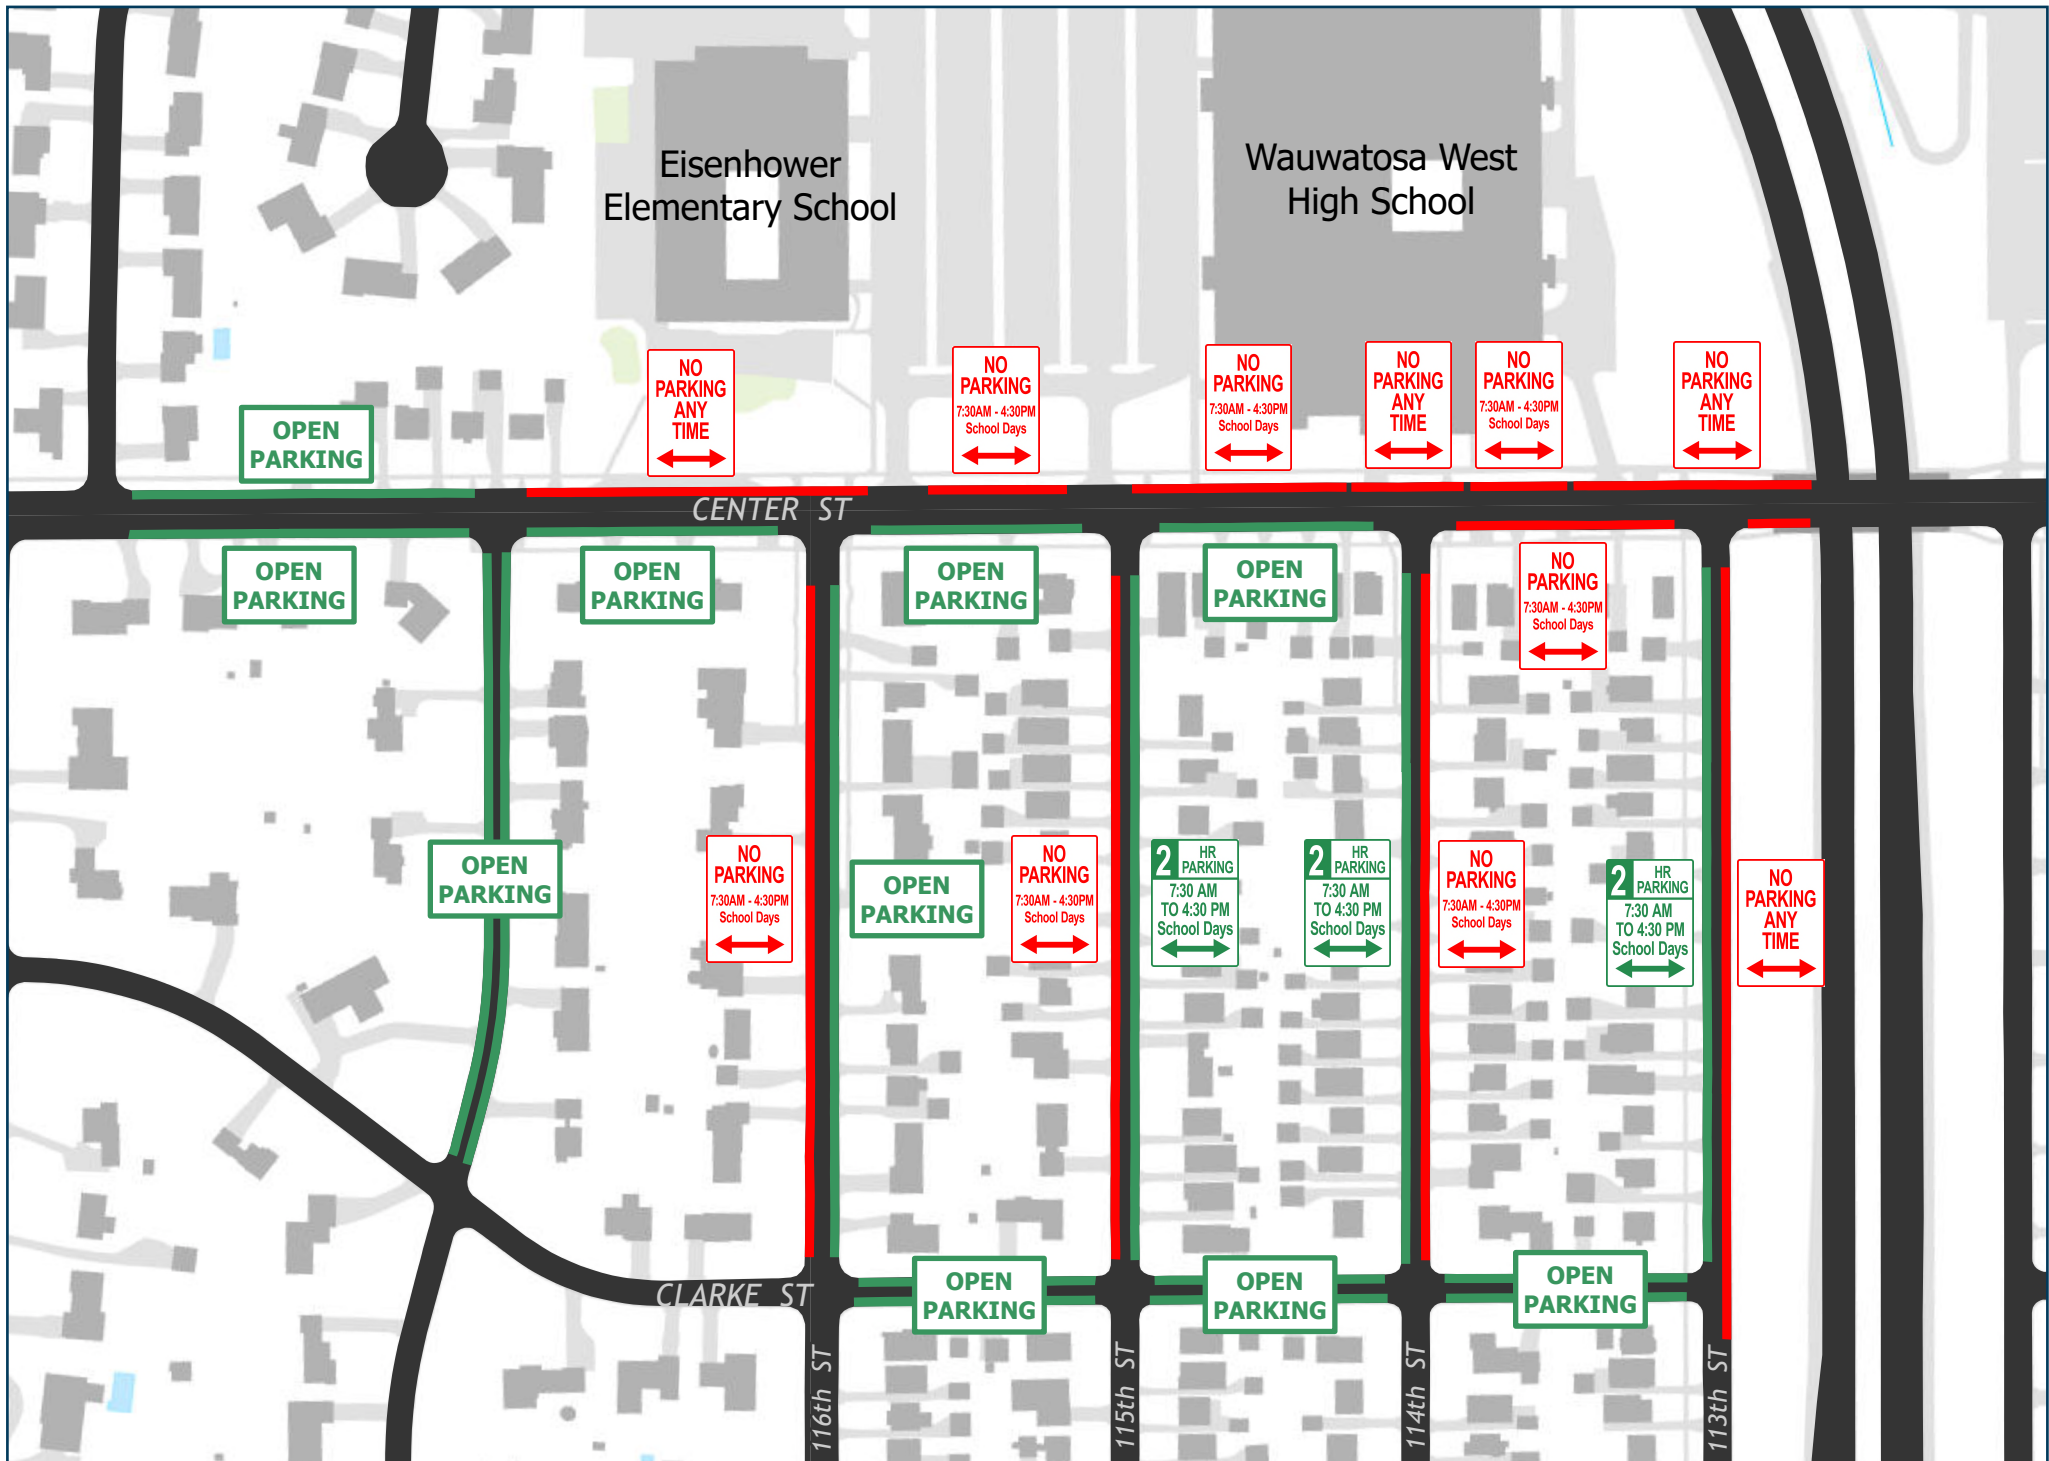 Eisenhower
Elementary School
Wauwatosa West
High School
NO
PARKING
ANY
TIME
NO
PARKING
7:30AM - 4:30PM
School Days
NO
PARKING
7:30AM - 4:30PM
School Days
NO
PARKING
ANY
TIME
NO
PARKING
7:30AM - 4:30PM
School Days
NO
PARKING
ANY
TIME
OPEN
PARKING
CENTER ST
OPEN
PARKING
OPEN
PARKING
OPEN
PARKING
OPEN
PARKING
NO
PARKING
7:30AM - 4:30PM
School Days
OPEN
PARKING
NO
PARKING
7:30AM - 4:30PM
School Days
OPEN
PARKING
NO
PARKING
7:30AM - 4:30PM
School Days
2 HR
PARKING
7:30 AM
TO 4:30 PM
School Days
2 HR
PARKING
7:30 AM
TO 4:30 PM
School Days
NO
PARKING
7:30AM - 4:30PM
School Days
2 HR
PARKING
7:30 AM
TO 4:30 PM
School Days
NO
PARKING
ANY
TIME
CLARKE ST
OPEN
PARKING
OPEN
PARKING
OPEN
PARKING
116th ST
115th ST
114th ST
113th ST